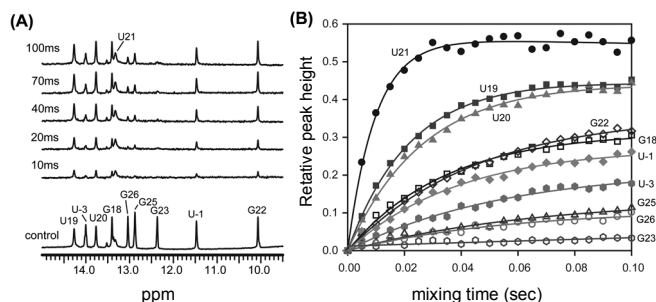 (A)
U21
100ms
70ms
40ms
20ms
10ms
control
U19
U-3
U20
G18
G26
G25
G23
U-1
G22
14.0 13.0 12.0 11.0 10.0
ppm
(B)
Retative peak height
0.6
0.5
0.4
0.3
0.2
0.1
0
0.00 0.02 0.04 0.06 0.08 0.10
mixing time (sec)
U21
U19
U20
G22
G18
U-1
U-3
G25
G26
G23